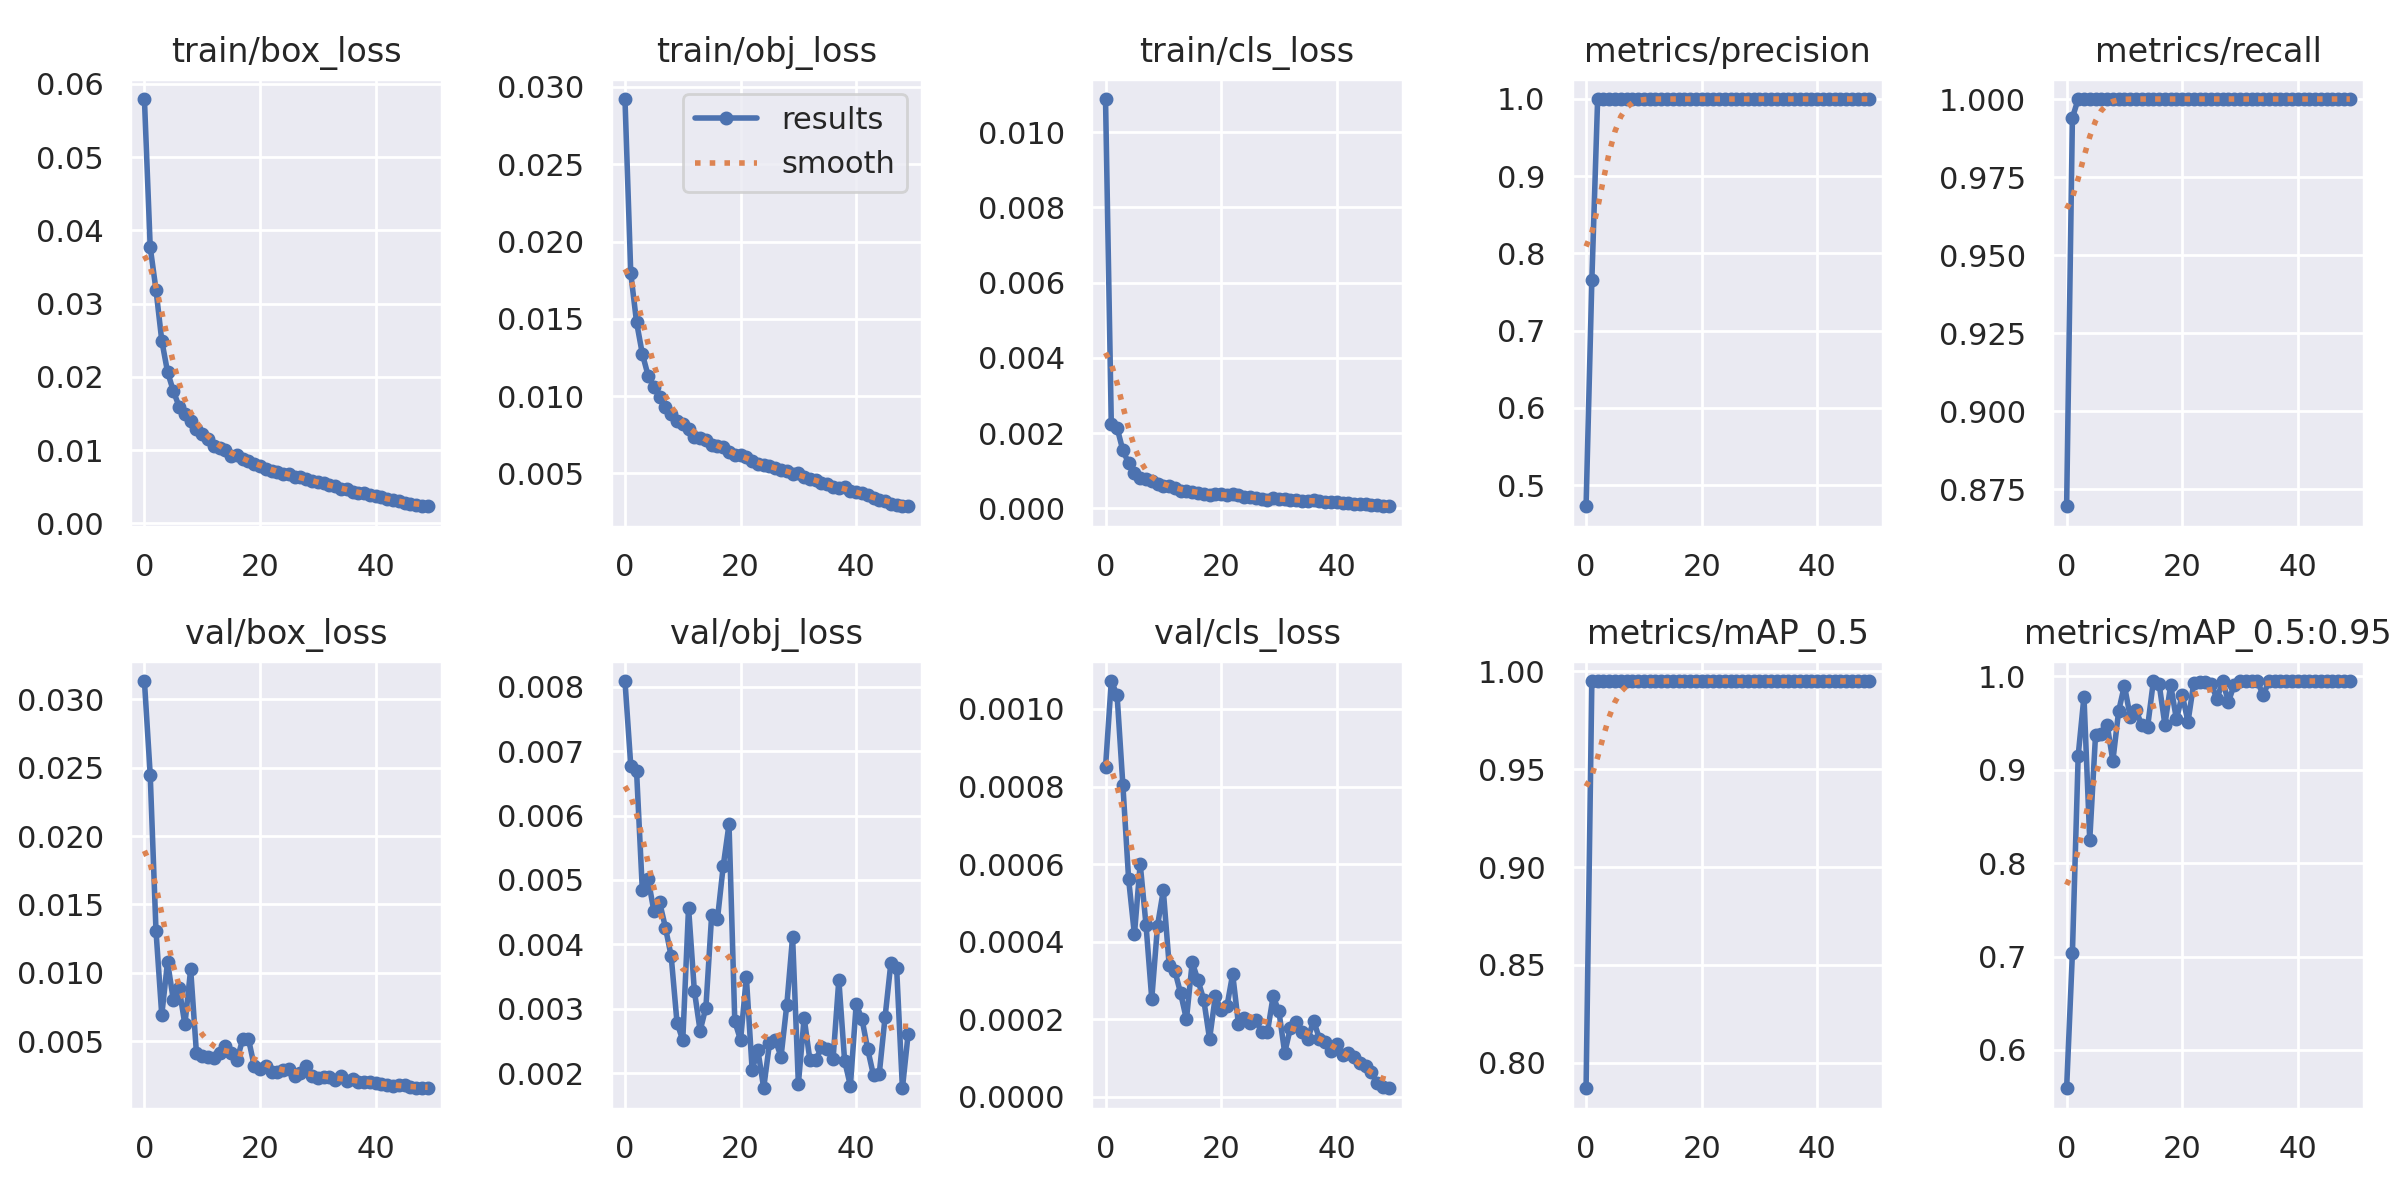 train/box_loss
0.06
0.05
0.04
0.03
0.02
0.01
0.00
0 20 40
train/obj_loss
results
smooth
0.030
0.025
0.020
0.015
0.010
0.005
0 20 40
train/cls_loss
0.010
0.008
0.006
0.004
0.002
0.000
0 20 40
metrics/precision
1.0
0.9
0.8
0.7
0.6
0.5
0 20 40
metrics/recall
1.000
0.975
0.950
0.925
0.900
0.875
0 20 40
val/box_loss
0.030
0.025
0.020
0.015
0.010
0.005
0 20 40
val/obj_loss
0.008
0.007
0.006
0.005
0.004
0.003
0.002
0 20 40
val/cls_loss
0.0010
0.0008
0.0006
0.0004
0.0002
0.0000
0 20 40
metrics/mAP_0.5
1.00
0.95
0.90
0.85
0.80
0 20 40
metrics/mAP_0.5:0.95
1.0
0.9
0.8
0.7
0.6
0 20 40